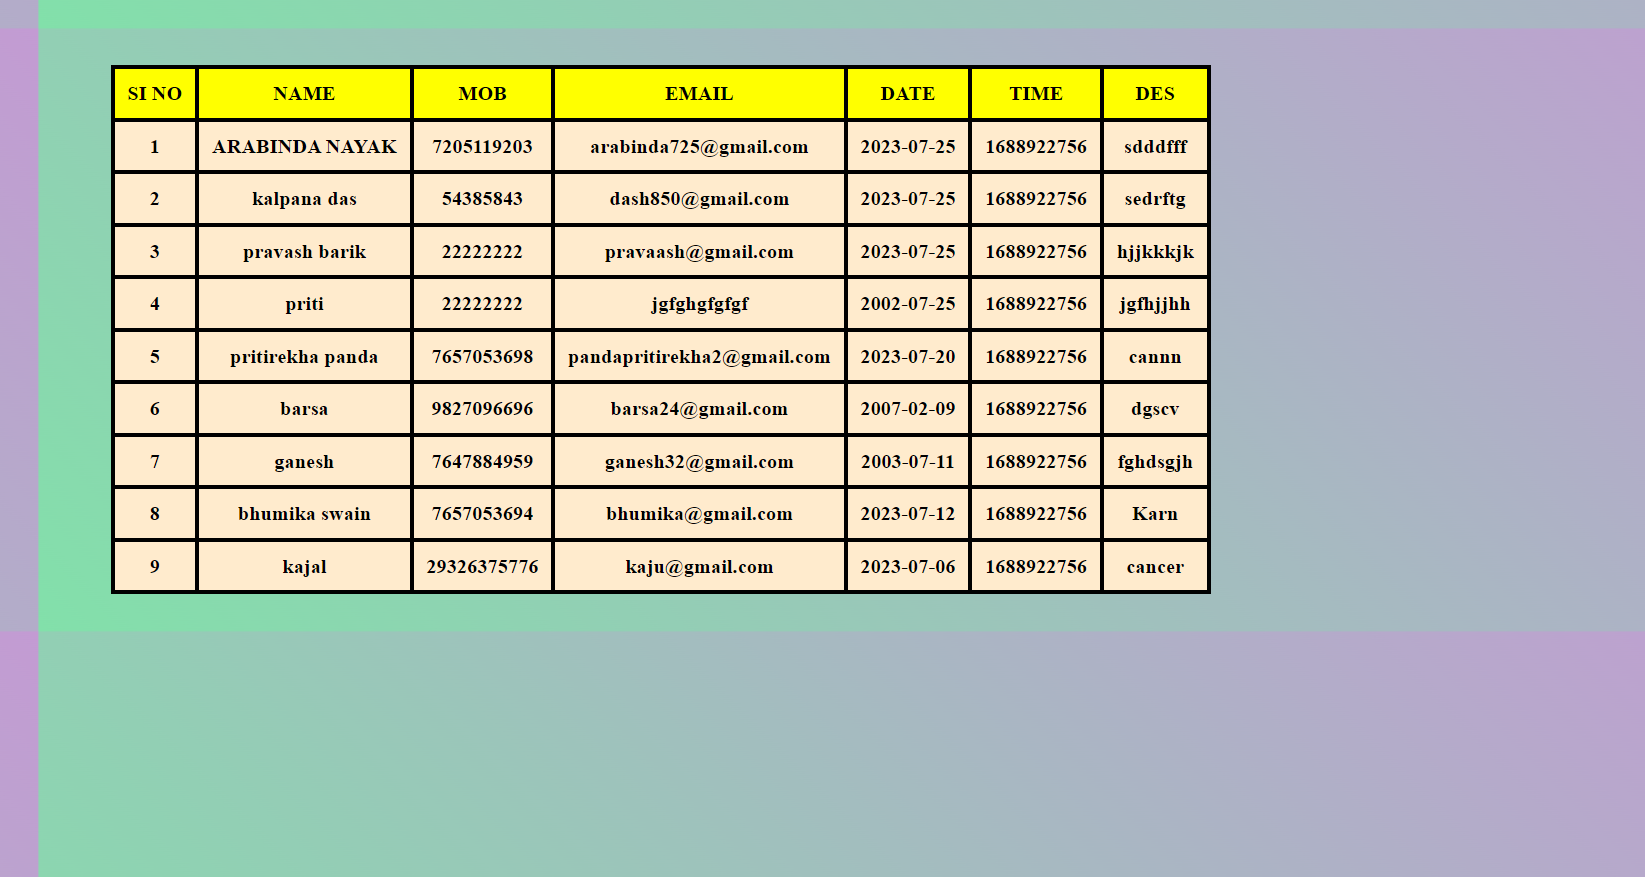 SI NO NAME MOB EMAIL DATE TIME DES
1 ARABINDA NAYAK 7205119203 arabinda725@gmail.com 2023-07-25 1688922756 sdddfff
2 kalpana das 54385843 dash850@gmail.com 2023-07-25 1688922756 sedrftg
3 pravash barik 22222222 pravaash@gmail.com 2023-07-25 1688922756 hjjkkkjk
4 priti 22222222 jgfghgfgfgf 2002-07-25 1688922756 jgfhjjhh
5 pritirekha panda 7657053698 pandapritirekha2@gmail.com 2023-07-20 1688922756 cannn
6 barsa 9827096696 barsa24@gmail.com 2007-02-09 1688922756 dgscv
7 ganesh 7647884959 ganesh32@gmail.com 2003-07-11 1688922756 fghdsgjh
8 bhumika swain 7657053694 bhumika@gmail.com 2023-07-12 1688922756 Karn
9 kajal 29326375776 kaju@gmail.com 2023-07-06 1688922756 cancer